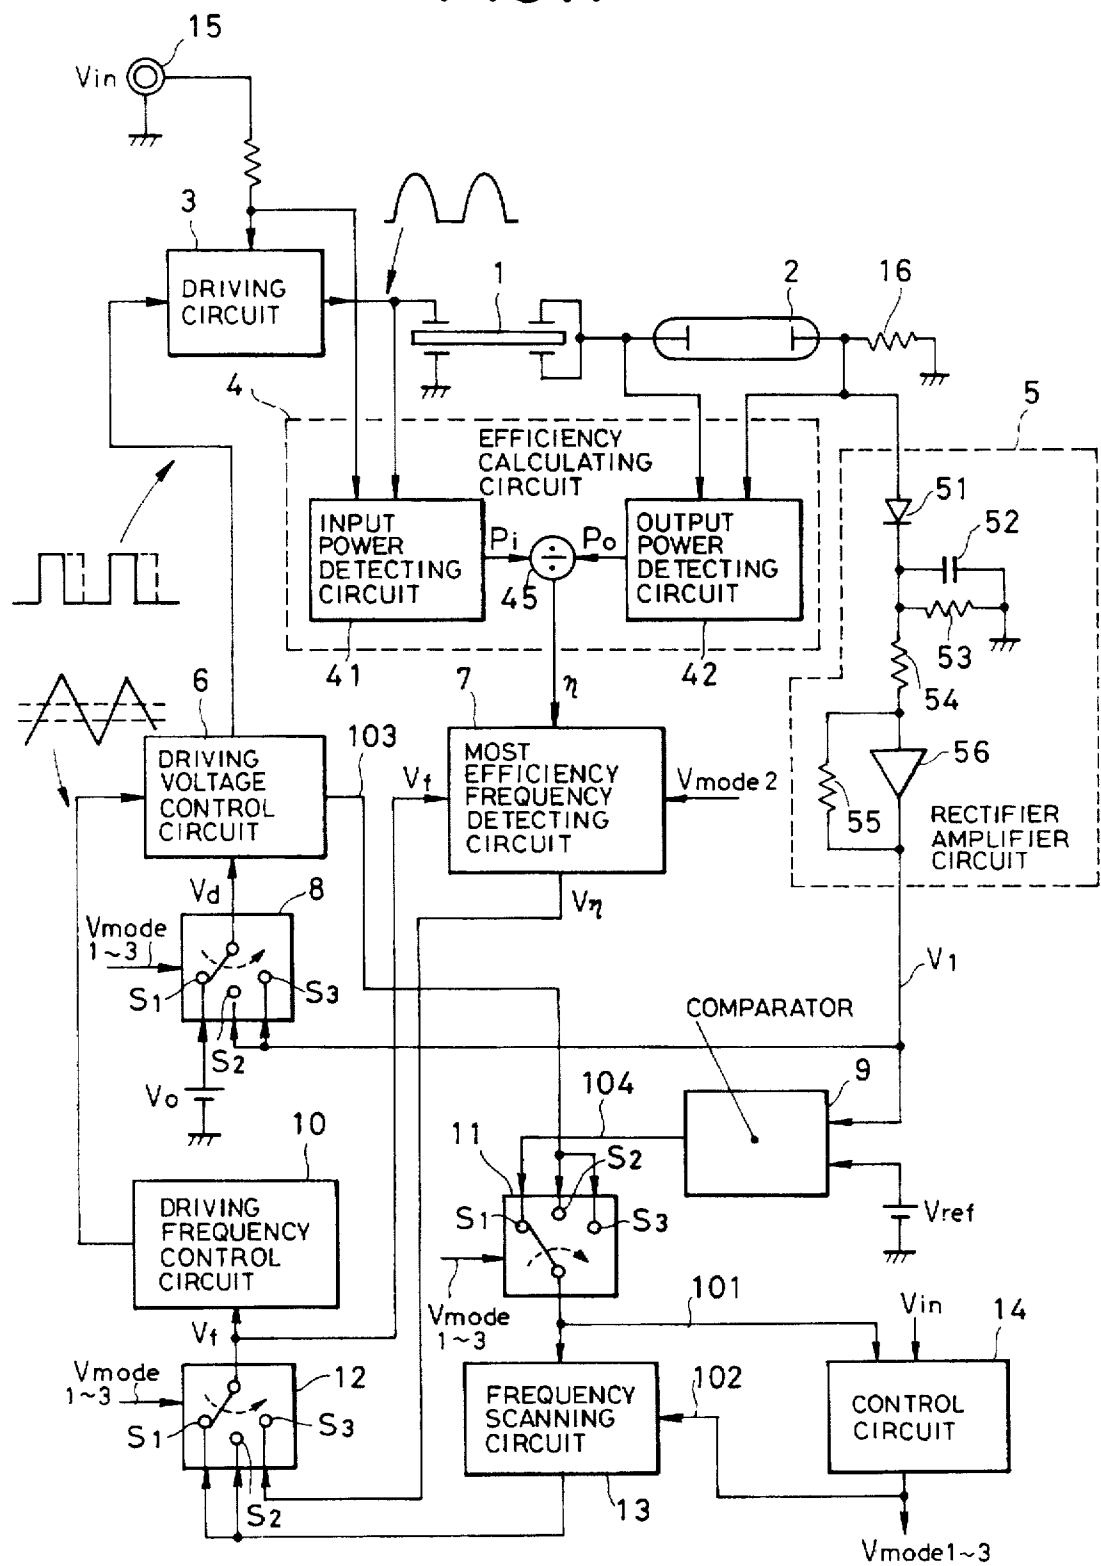 15
Vin
3
DRIVING
CIRCUIT
1
2
16
4
5
EFFICIENCY
CALCULATING
CIRCUIT
51
52
INPUT
POWER
DETECTING
CIRCUIT
Pi
÷
Po
45
OUTPUT
POWER
DETECTING
CIRCUIT
53
41
42
54
η
6
7
103
DRIVING
VOLTAGE
CONTROL
CIRCUIT
Vf
MOST
EFFICIENCY
FREQUENCY
DETECTING
CIRCUIT
Vmode2
56
55
RECTIFIER
AMPLIFIER
CIRCUIT
Vd
8
Vη
Vmode
1~3
S1
S2
S3
V1
COMPARATOR
Vo
9
104
10
11
S2
S1
S3
DRIVING
FREQUENCY
CONTROL
CIRCUIT
Vref
Vmode
1~3
101
Vin
14
Vf
Vmode
1~3
12
S1
S3
S2
FREQUENCY
SCANNING
CIRCUIT
102
CONTROL
CIRCUIT
13
Vmode1~3